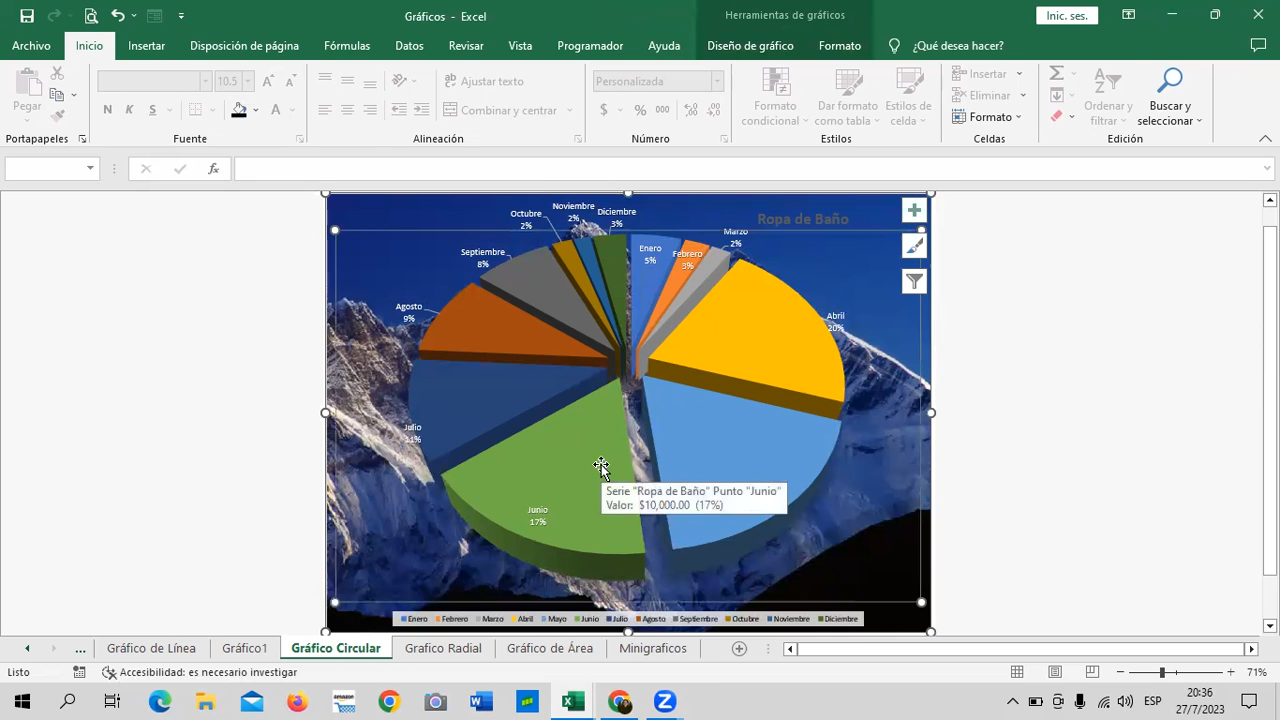 Gráficos - Excel
Herramientas de gráficos
Inic. ses.
Archivo
Inicio
Insertar
Disposición de página
Fórmulas
Datos
Revisar
Vista
Programador
Ayuda
Diseño de gráfico
Formato
¿Qué desea hacer?
Pegar
10.5
N K S
A
Ajustar texto
Combinar y centrar
Personalizada
$ % 000
Formato condicional
Dar formato como tabla
Estilos de celda
Insertar
Eliminar
Formato
Ordenar y filtrar
Buscar y seleccionar
Portapapeles
Fuente
Alineación
Número
Estilos
Celdas
Edición
fx
Ropa de Baño
Enero
5%
Febrero
3%
Marzo
2%
Abril
20%
Junio
17%
Julio
11%
Agosto
9%
Septiembre
8%
Octubre
2%
Noviembre
2%
Diciembre
3%
Serie "Ropa de Baño" Punto "Junio"
Valor: $10,000.00 (17%)
Enero Febrero Marzo Abril Mayo Junio Julio Agosto Septiembre Octubre Noviembre Diciembre
...
Gráfico de Línea
Gráfico1
Gráfico Circular
Grafico Radial
Gráfico de Área
Minigraficos
Listo
Accesibilidad: es necesario investigar
71%
ESP
20:36
27/7/2023